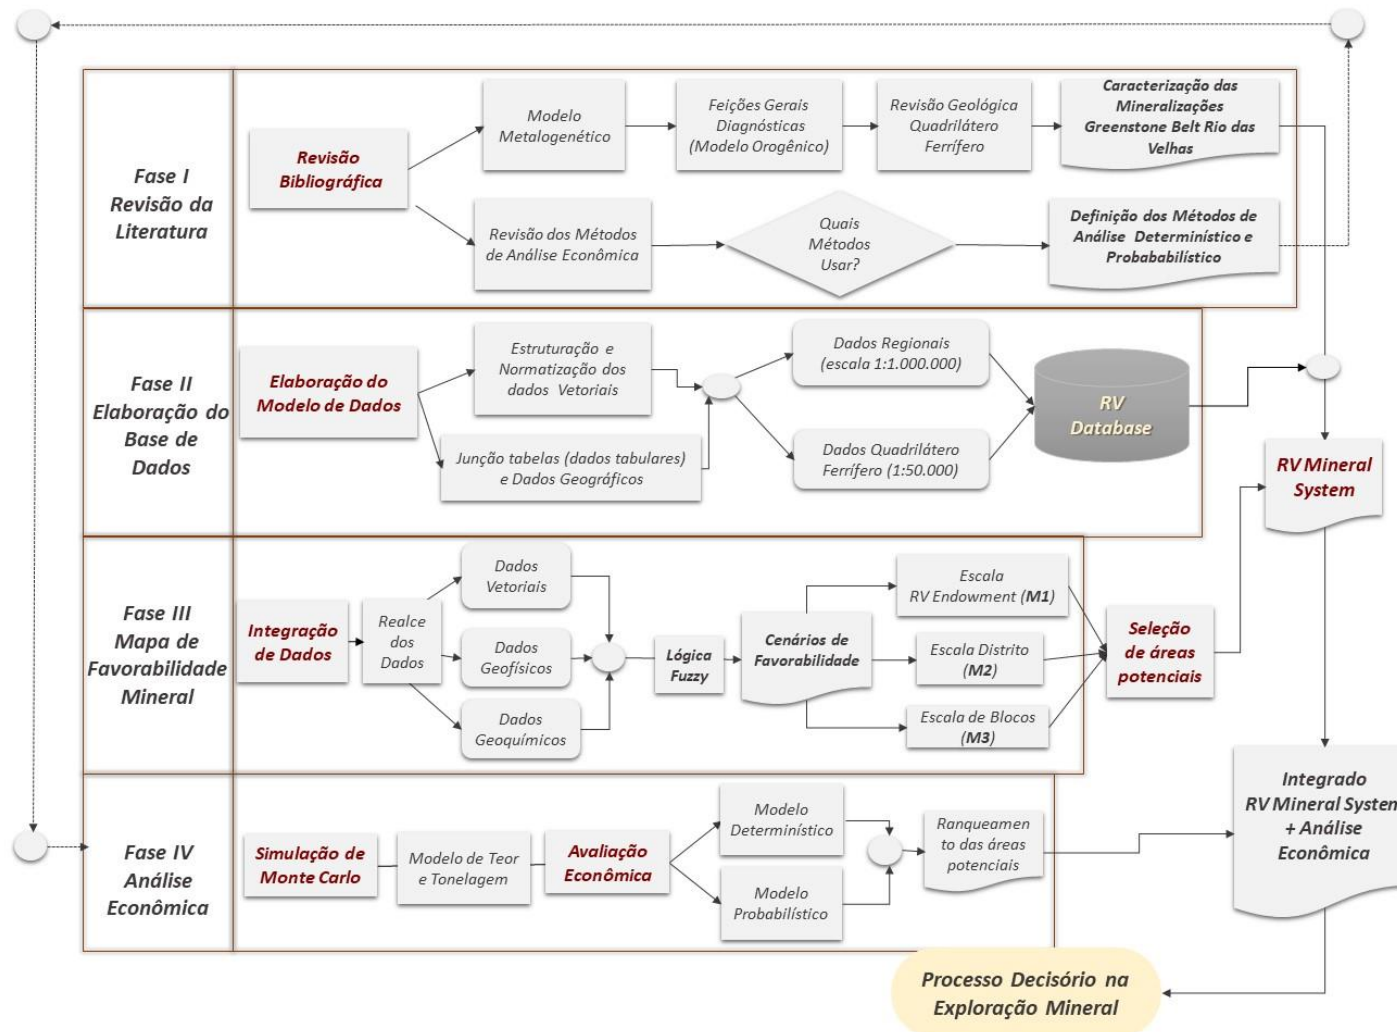 Fase I
Revisão da
Literatura
Revisão
Bibliográfica
Modelo
Metalogenético
Feições Gerais
Diagnósticas
(Modelo Orogênico)
Revisão Geológica
Quadrilátero
Ferrífero
Caracterização das
Mineralizações
Greenstone Belt Rio das
Velhas
Revisão dos Métodos
de Análise Econômica
Quais
Métodos
Usar?
Definição dos Métodos de
Análise Determinístico e
Probababilístico
Fase II
Elaboração do
Base de
Dados
Elaboração do
Modelo de Dados
Estruturação e
Normatização dos
dados Vetoriais
Junção tabelas (dados tabulares)
e Dados Geográficos
Dados Regionais
(escala 1:1.000.000)
Dados Quadrilátero
Ferrífero (1:50.000)
RV
Database
RV Mineral
System
Fase III
Mapa de
Favorabilidade
Mineral
Integração
de Dados
Realce
dos
Dados
Dados
Vetoriais
Dados
Geofísicos
Dados
Geoquímicos
Lógica
Fuzzy
Cenários de
Favorabilidade
Escala
RV Endowment (M1)
Escala Distrito
(M2)
Escala de Blocos
(M3)
Seleção
de áreas
potenciais
Integrado
RV Mineral System
+ Análise
Econômica
Fase IV
Análise
Econômica
Simulação de
Monte Carlo
Modelo de Teor
e Tonelagem
Avaliação
Econômica
Modelo
Determinístico
Modelo
Probabilístico
Ranqueamen
to das áreas
potenciais
Processo Decisório na
Exploração Mineral